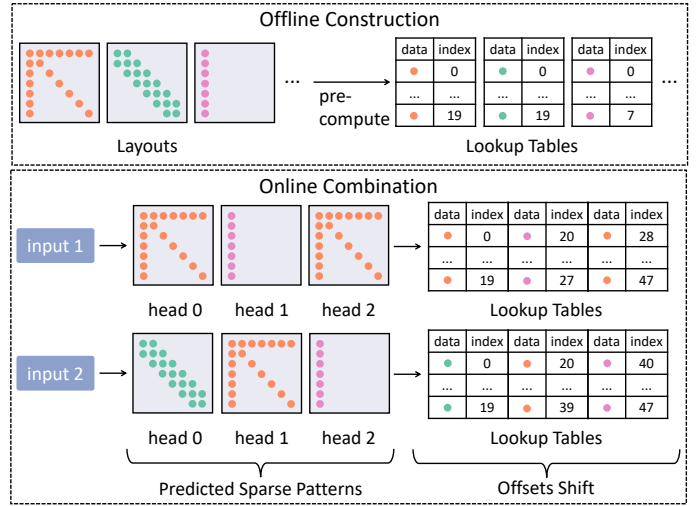 Offline Construction
data index data index data index
0 0 0
... ... ... ... ... ...
19 19 7
...
pre-
compute
...
Layouts
Lookup Tables
Online Combination
input 1
head 0 head 1 head 2
data index data index data index
0 20 28
... ... ... ... ... ...
19 27 47
Lookup Tables
input 2
head 0 head 1 head 2
data index data index data index
0 20 40
... ... ... ... ... ...
19 39 47
Lookup Tables
Predicted Sparse Patterns
Offsets Shift